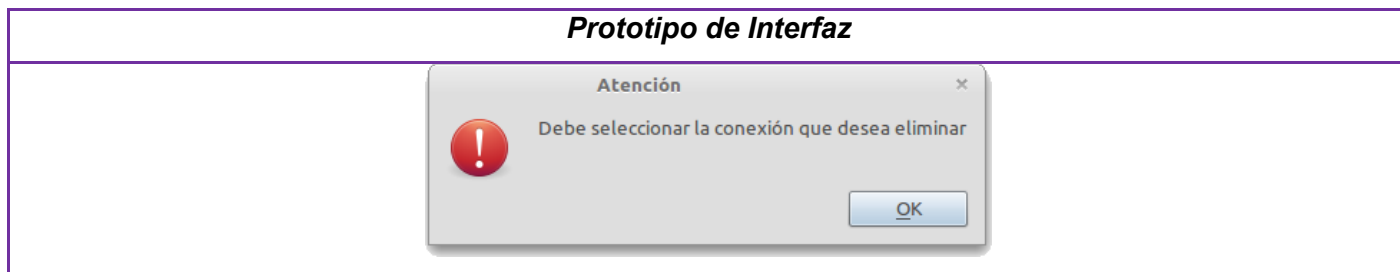 Prototipo de Interfaz
Atención
Debe seleccionar la conexión que desea eliminar
OK